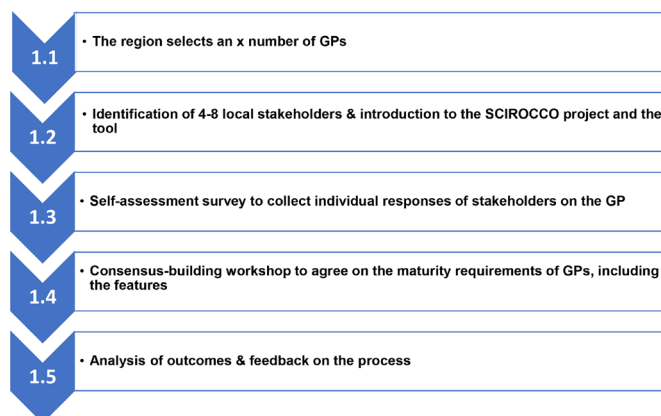 1.1
• The region selects an x number of GPs
1.2
• Identification of 4-8 local stakeholders & introduction to the SCIROCCO project and the
tool
1.3
• Self-assessment survey to collect individual responses of stakeholders on the GP
1.4
• Consensus-building workshop to agree on the maturity requirements of GPs, including
the features
1.5
• Analysis of outcomes & feedback on the process